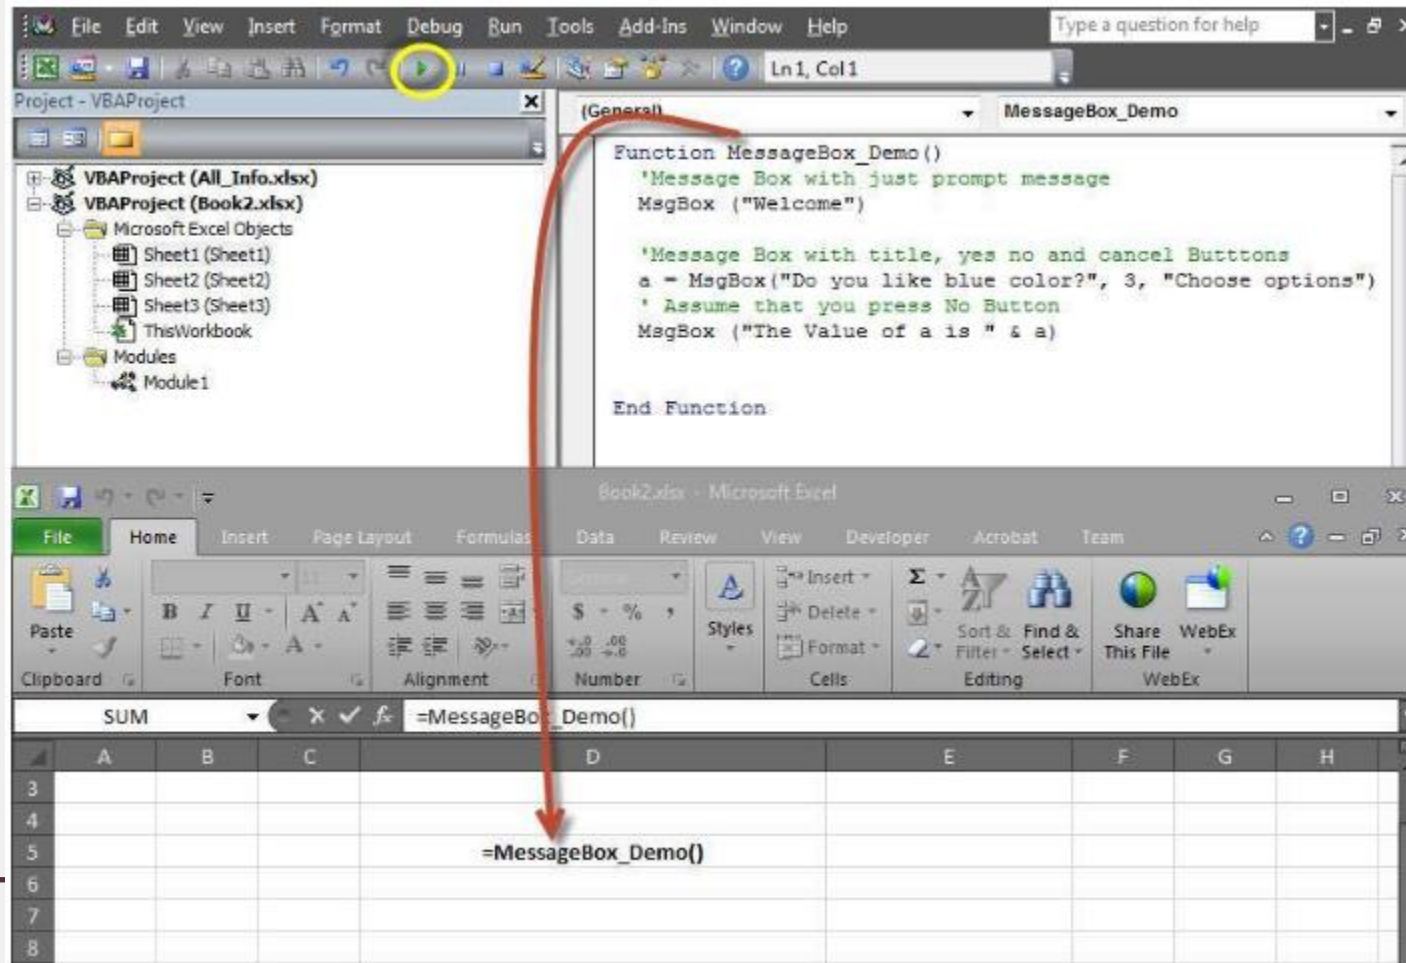 File Edit View Insert Format Debug Run Tools Add-Ins Window Help Type a question for help
Ln 1, Col 1
Project - VBAProject
(General) MessageBox_Demo
VBAProject (All_Info.xlsx)
VBAProject (Book2.xlsx)
Microsoft Excel Objects
Sheet1 (Sheet1)
Sheet2 (Sheet2)
Sheet3 (Sheet3)
ThisWorkbook
Modules
Module1
Function MessageBox_Demo()
'Message Box with just prompt message
MsgBox ("Welcome")
'Message Box with title, yes no and cancel Butttons
a = MsgBox("Do you like blue color?", 3, "Choose options")
' Assume that you press No Button
MsgBox ("The Value of a is " & a)
End Function
Book2.xlsx - Microsoft Excel
File Home Insert Page Layout Formulas Data Review View Developer Acrobat Team
Paste
B I U A A
A
$ % ,
Styles
Insert
Delete
Format
Σ
Sort & Filter
Find & Select
Share This File
WebEx
Clipboard Font Alignment Number Cells Editing WebEx
SUM fx =MessageBox_Demo()
A B C D E F G H
3
4
5 =MessageBox_Demo()
6
7
8